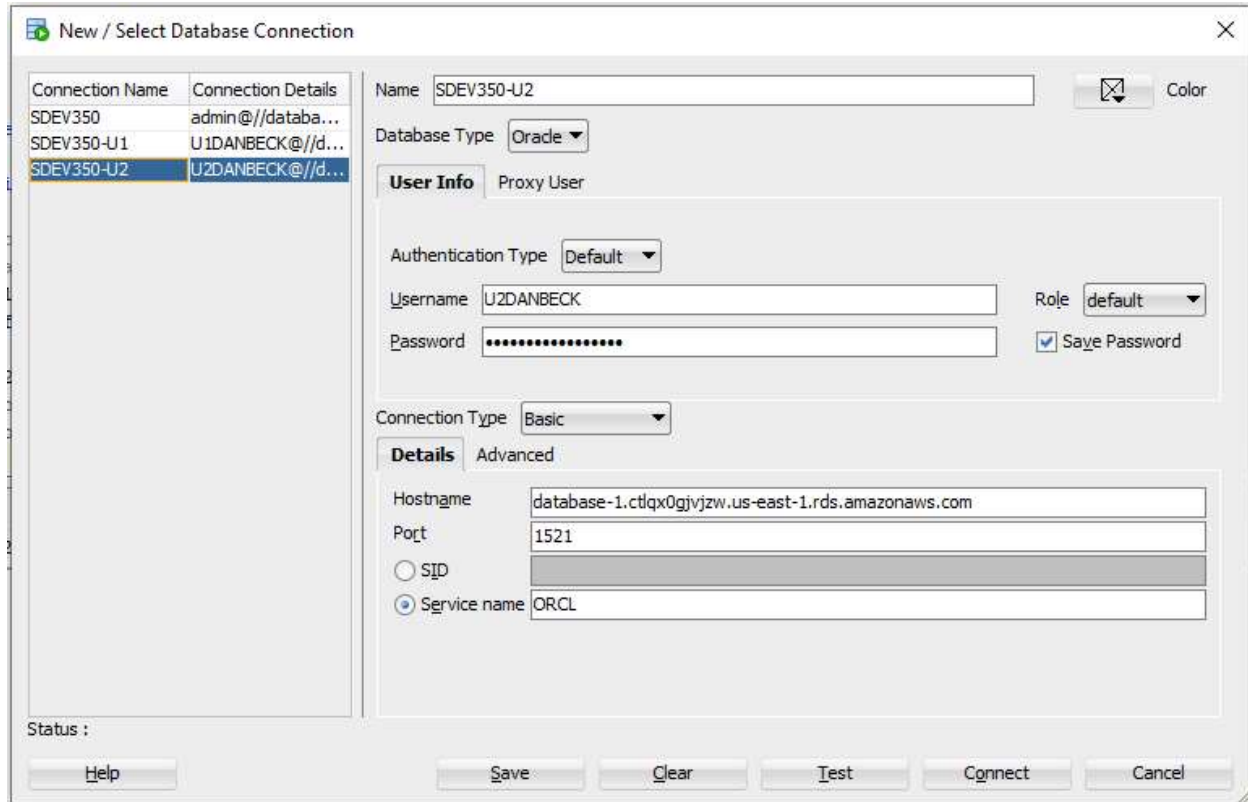 New / Select Database Connection
Connection Name Connection Details
SDEV350 admin@//databa...
SDEV350-U1 U1DANBECK@//d...
SDEV350-U2 U2DANBECK@//d...
Name SDEV350-U2 Color
Database Type Oracle
User Info Proxy User
Authentication Type Default
Username U2DANBECK Role default
Password ••••••••••••••••• Save Password
Connection Type Basic
Details Advanced
Hostname database-1.ctlqx0gjvjzw.us-east-1.rds.amazonaws.com
Port 1521
SID
Service name ORCL
Status :
Help Save Clear Test Connect Cancel